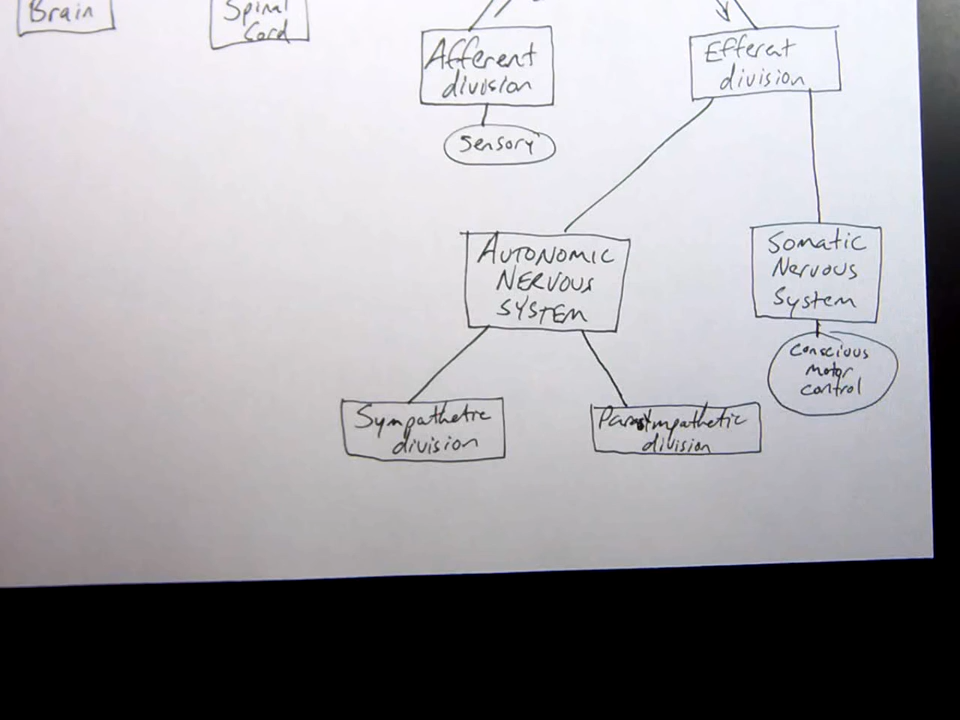 Brain
Spinal
Cord
Afferent
division
Sensory
Efferent
division
AUTONOMIC
NERVOUS
SYSTEM
Somatic
Nervous
System
Conscious
motor
control
Sympathetic
division
Parasympathetic
division